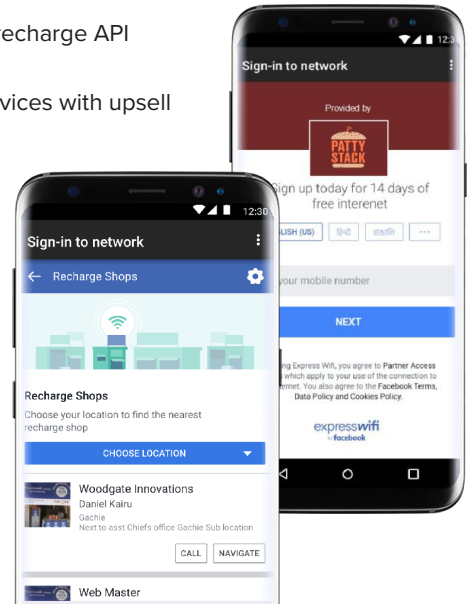 recharge API
vices with upsell
12:3
Sign-in to network
Provided by
PATTY
STACK
Sign up today for 14 days of
free interenet
LISH (US)
हिन्दी
...
your mobile number
NEXT
ng Express Wifi, you agree to Partner Access
which apply to your use of the connection to
ernet. You also agree to the Facebook Terms,
Data Policy and Cookies Policy.
expresswifi
by facebook
12:30
Sign-in to network
Recharge Shops
Recharge Shops
Choose your location to find the nearest
recharge shop
CHOOSE LOCATION
Woodgate Innovations
Daniel Kairu
Gachie
Next to asst Chiefs office Gachie Sub location
CALL
NAVIGATE
Web Master